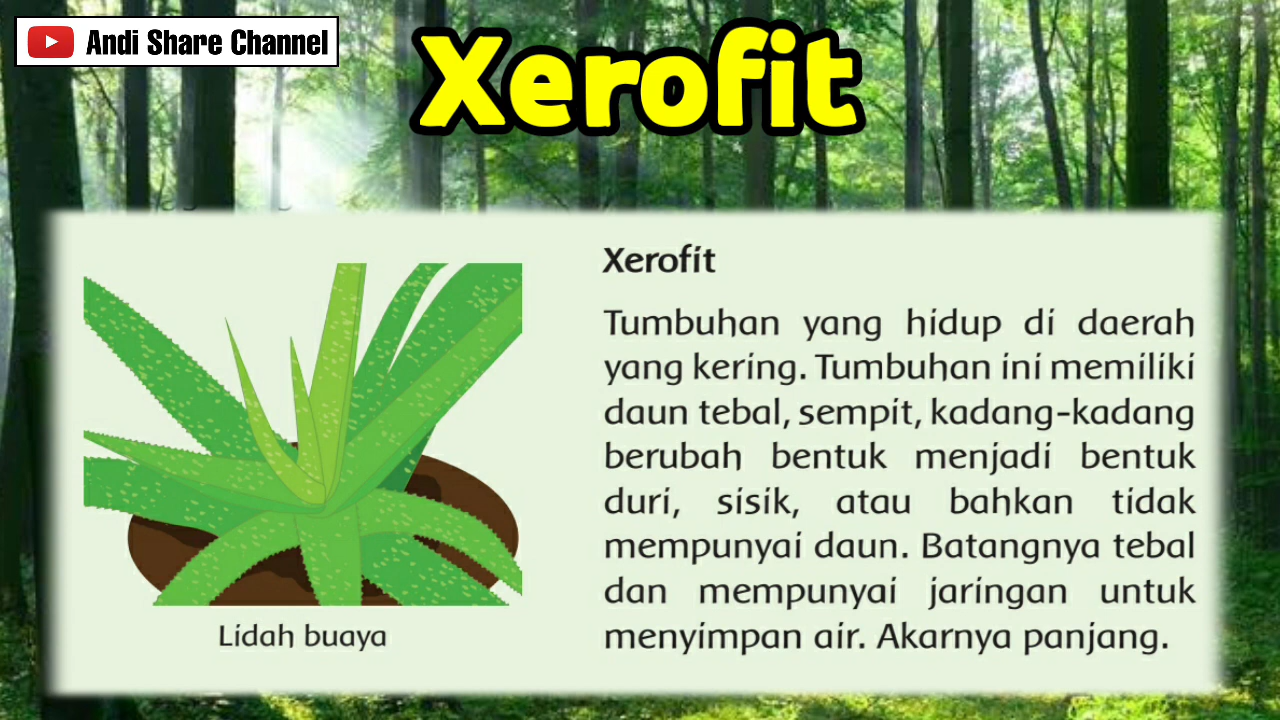 Andi Share Channel
Xerofit
Xerofit
Tumbuhan yang hidup di daerah
yang kering. Tumbuhan ini memiliki
daun tebal, sempit, kadang-kadang
berubah bentuk menjadi bentuk
duri, sisik, atau bahkan tidak
mempunyai daun. Batangnya tebal
dan mempunyai jaringan untuk
menyimpan air. Akarnya panjang.
Lidah buaya